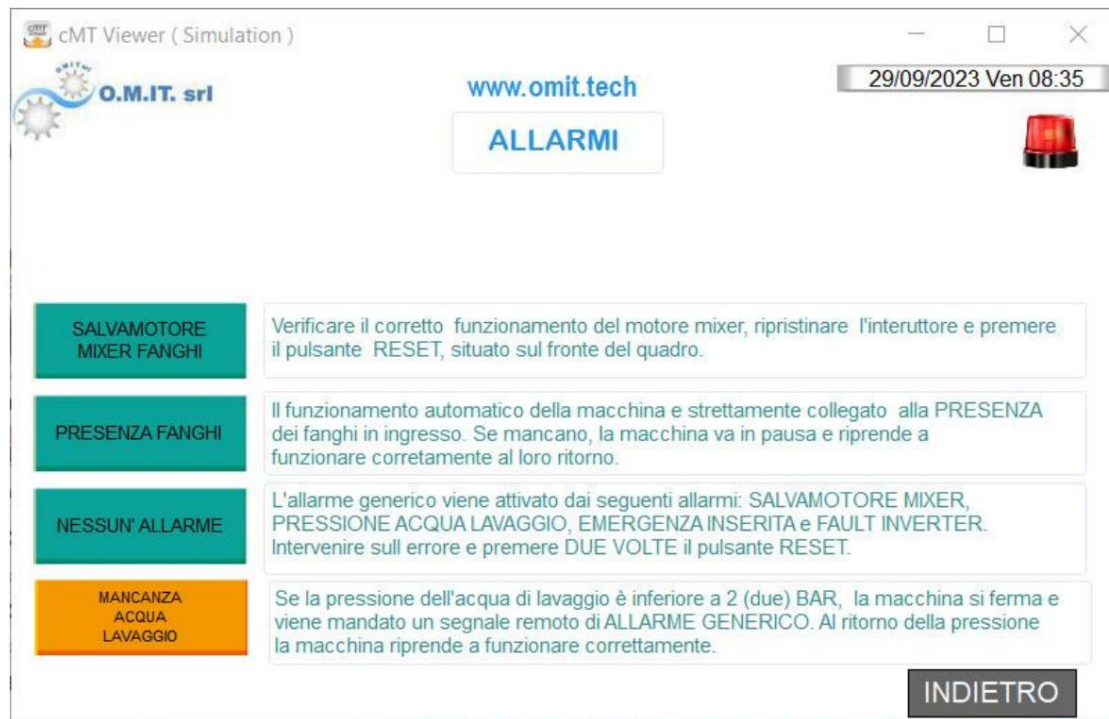 cMT Viewer ( Simulation )
O.M.IT. srl
www.omit.tech
29/09/2023 Ven 08:35
ALLARMI
SALVAMOTORE
MIXER FANGHI
Verificare il corretto funzionamento del motore mixer, ripristinare l'interuttore e premere
il pulsante RESET, situato sul fronte del quadro.
PRESENZA FANGHI
Il funzionamento automatico della macchina e strettamente collegato alla PRESENZA
dei fanghi in ingresso. Se mancano, la macchina va in pausa e riprende a
funzionare corretamente al loro ritorno.
NESSUN' ALLARME
L'allarme generico viene attivato dai seguenti allarmi: SALVAMOTORE MIXER,
PRESSIONE ACQUA LAVAGGIO, EMERGENZA INSERITA e FAULT INVERTER.
Intervenire sull errore e premere DUE VOLTE il pulsante RESET.
MANCANZA
ACQUA
LAVAGGIO
Se la pressione dell'acqua di lavaggio è inferiore a 2 (due) BAR, la macchina si ferma e
viene mandato un segnale remoto di ALLARME GENERICO. Al ritorno della pressione
la macchina riprende a funzionare correttamente.
INDIETRO